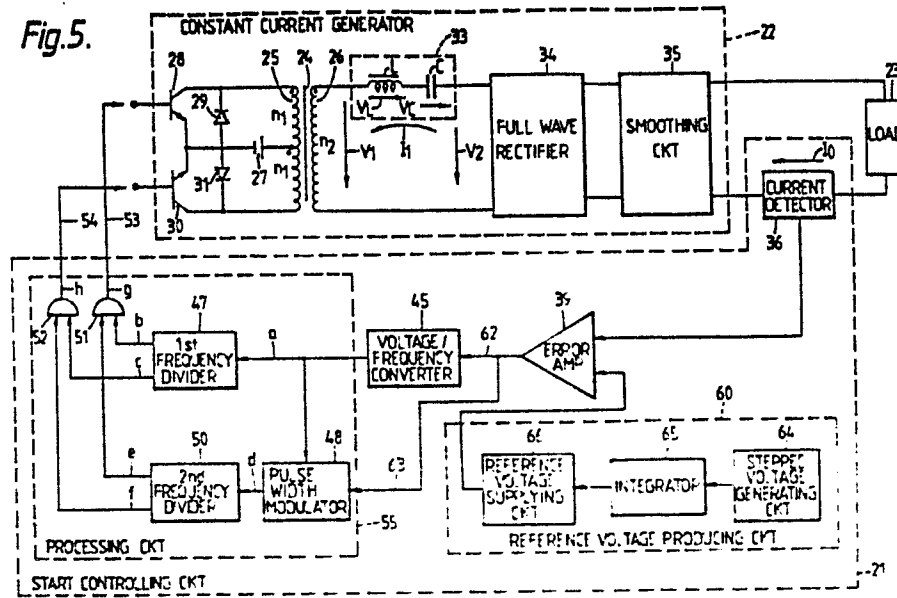 Fig.5.
CONSTANT CURRENT GENERATOR
28
25
24
26
33
L
C
34
35
22
23
29
n1
VL
VC
I1
FULL WAVE
RECTIFIER
SMOOTHING
CKT
LOAD
n2
V1
V2
31
27
n1
I0
CURRENT
DETECTOR
54
53
30
36
h
g
47
45
39
52
51
b
1st
FREQUENCY
DIVIDER
a
VOLTAGE /
FREQUENCY
CONVERTER
62
ERROR
AMP
c
60
50
48
66
65
64
e
2nd
FREQUENCY
DIVIDER
d
PULSE
WIDTH
MODULATOR
63
REFERENCE
VOLTAGE
SUPPLYING
CKT
INTEGRATOR
STEPPED
VOLTAGE
GENERATING
CKT
f
55
PROCESSING CKT
REFERENCE VOLTAGE PRODUCING CKT
START CONTROLLING CKT
21